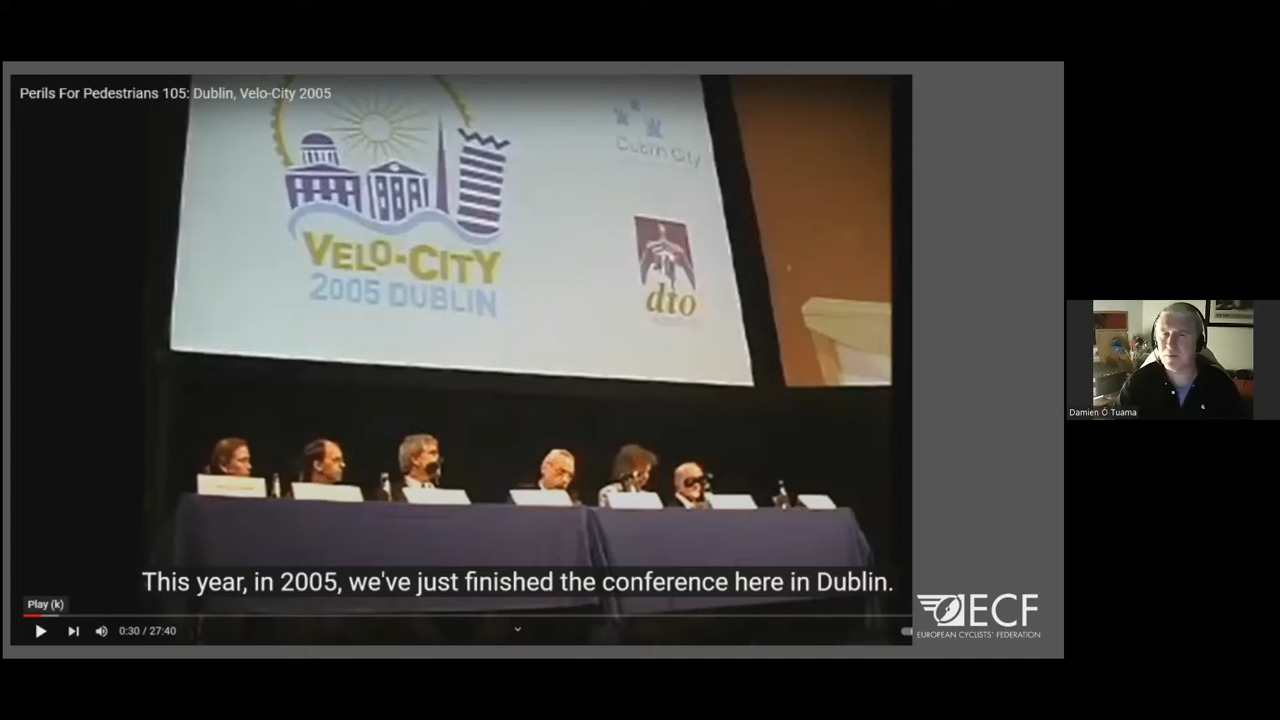 Perils For Pedestrians 105: Dublin, Velo-City 2005
VELO-CITY
2005 DUBLIN
Dublin City
dto
This year, in 2005, we've just finished the conference here in Dublin.
Play (k)
0:30 / 27:40
ECF
EUROPEAN CYCLISTS' FEDERATION
Damien Ó Tuama